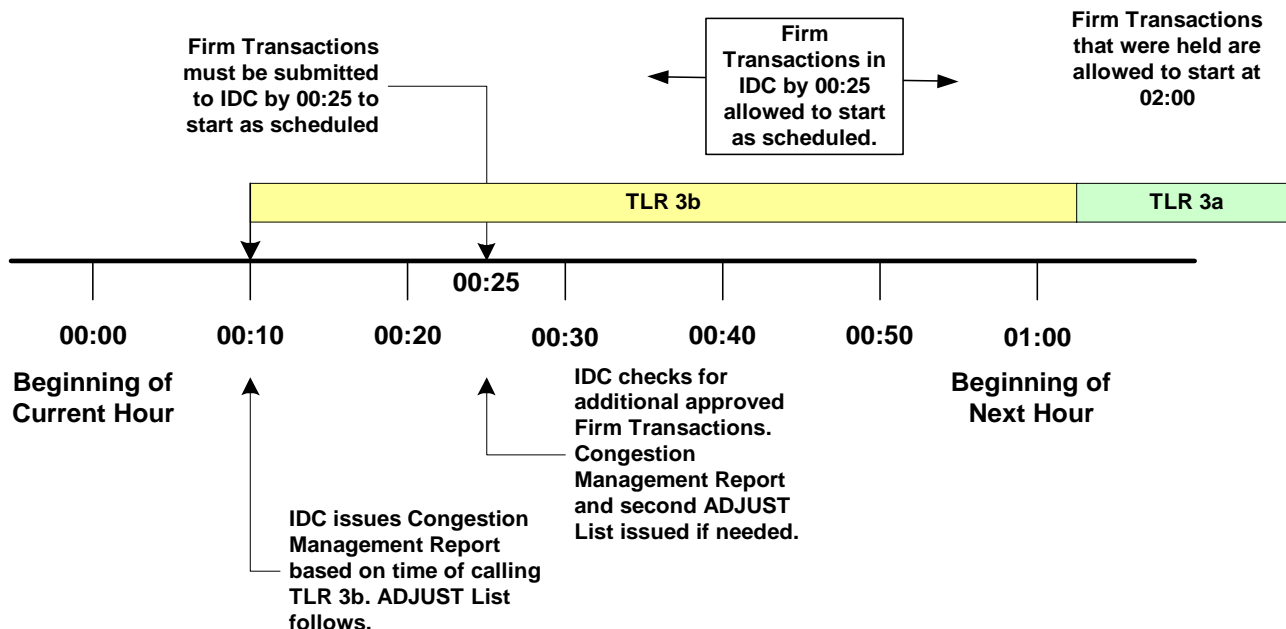 Firm Transactions
must be submitted
to IDC by 00:25 to
start as scheduled
Firm
Transactions in
IDC by 00:25
allowed to start
as scheduled.
Firm Transactions
that were held are
allowed to start at
02:00
TLR 3b
TLR 3a
00:25
00:00
00:10
00:20
00:30
00:40
00:50
01:00
Beginning of
Current Hour
Beginning of
Next Hour
IDC checks for
additional approved
Firm Transactions.
Congestion
Management Report
and second ADJUST
List issued if needed.
IDC issues Congestion
Management Report
based on time of calling
TLR 3b. ADJUST List
follows.